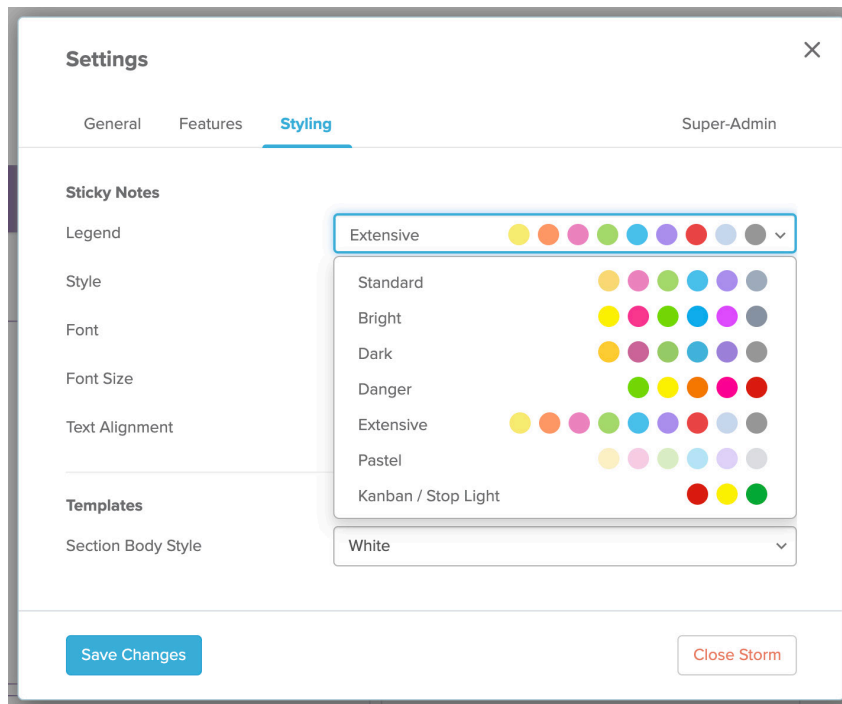 Settings
General Features Styling Super-Admin
Sticky Notes
Legend Extensive
Style
Font
Font Size
Text Alignment
Standard
Bright
Dark
Danger
Extensive
Pastel
Kanban / Stop Light
Templates
Section Body Style White
Save Changes Close Storm